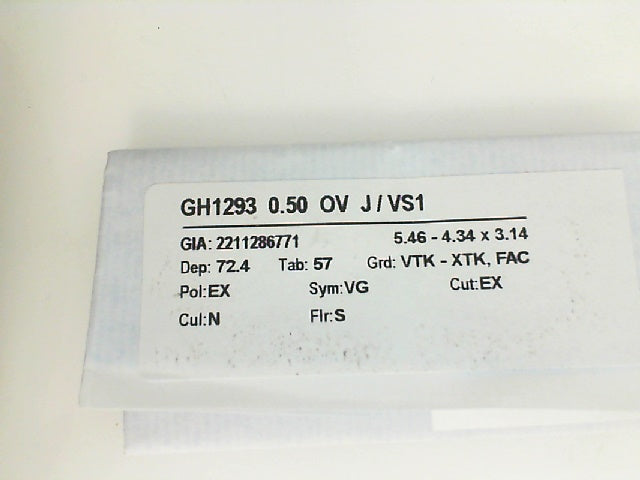 GH1293 0.50 OV J / VS1
GIA: 2211286771 5.46 - 4.34 x 3.14
Dep: 72.4 Tab: 57 Grd: VTK - XTK, FAC
Pol:EX Sym:VG Cut:EX
Cul:N Flr:S